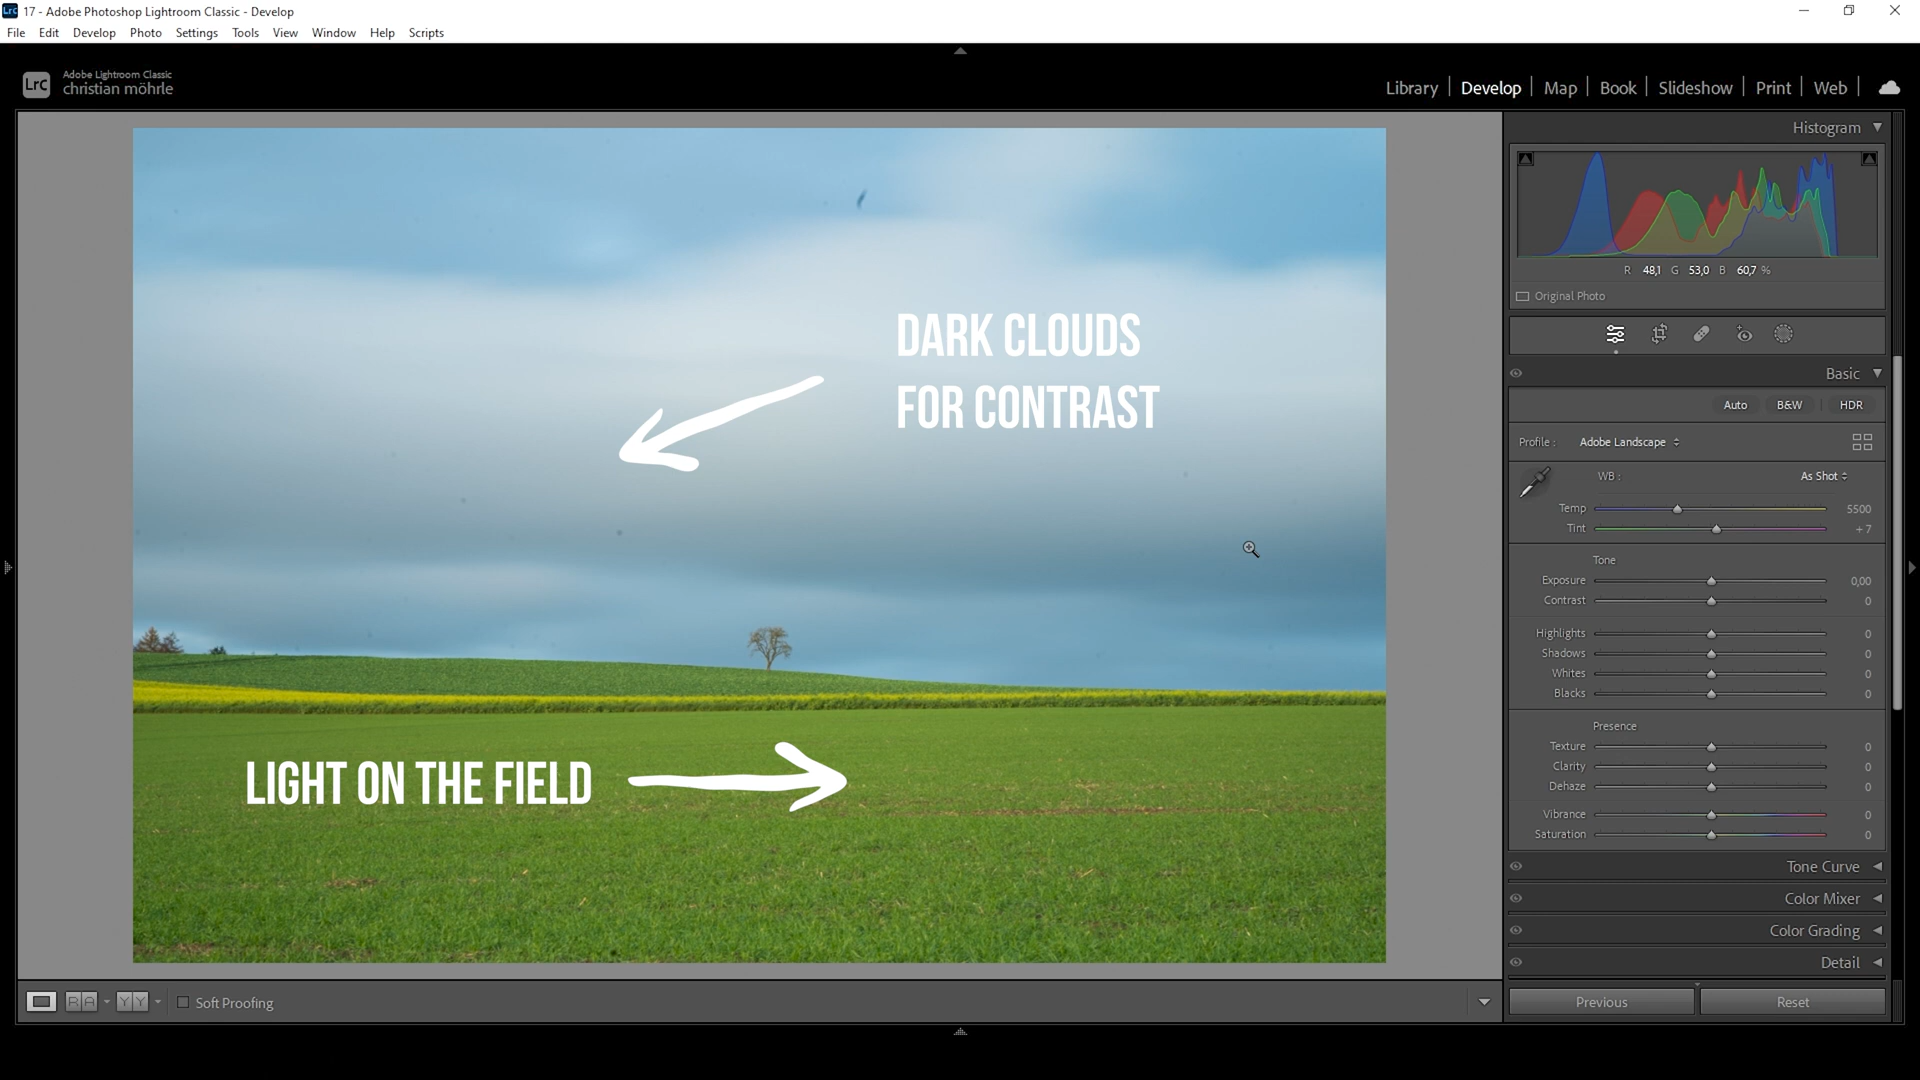 Lrc 17 - Adobe Photoshop Lightroom Classic - Develop
File Edit Develop Photo Settings Tools View Window Help Scripts
LrC Adobe Lightroom Classic
christian möhrle
Library Develop Map Book Slideshow Print Web
Histogram
R 48,1 G 53,0 B 60,7 %
Original Photo
Basic
Auto B&W HDR
Profile : Adobe Landscape
WB : As Shot
Temp 5500
Tint + 7
Tone
Exposure 0,00
Contrast 0
Highlights 0
Shadows 0
Whites 0
Blacks 0
Presence
Texture 0
Clarity 0
Dehaze 0
Vibrance 0
Saturation 0
Tone Curve
Color Mixer
Color Grading
Detail
Previous Reset
DARK CLOUDS
FOR CONTRAST
LIGHT ON THE FIELD
R A Y Y Soft Proofing